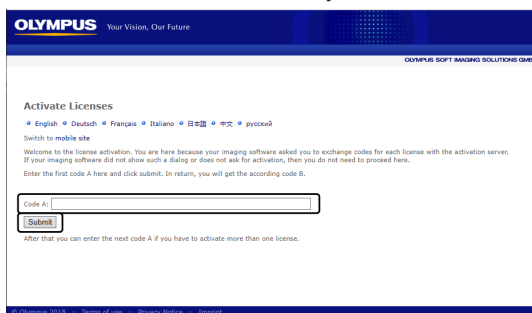 OLYMPUS Your Vision, Our Future
OLYMPUS SOFT IMAGING SOLUTIONS GMB
Activate Licenses
English Deutsch Français Italiano 日本語 中文 русский
Switch to mobile site
Welcome to the license activation. You are here because your imaging software asked you to exchange codes for each license with the activation server.
If your imaging software did not show such a dialog or does not ask for activation, then you do not need to proceed here.
Enter the first code A here and click submit. In return, you will get the according code B.
Code A:
Submit
After that you can enter the next code A if you have to activate more than one license.
© Olympus 2018 · Terms of use · Privacy Notice · Imprint